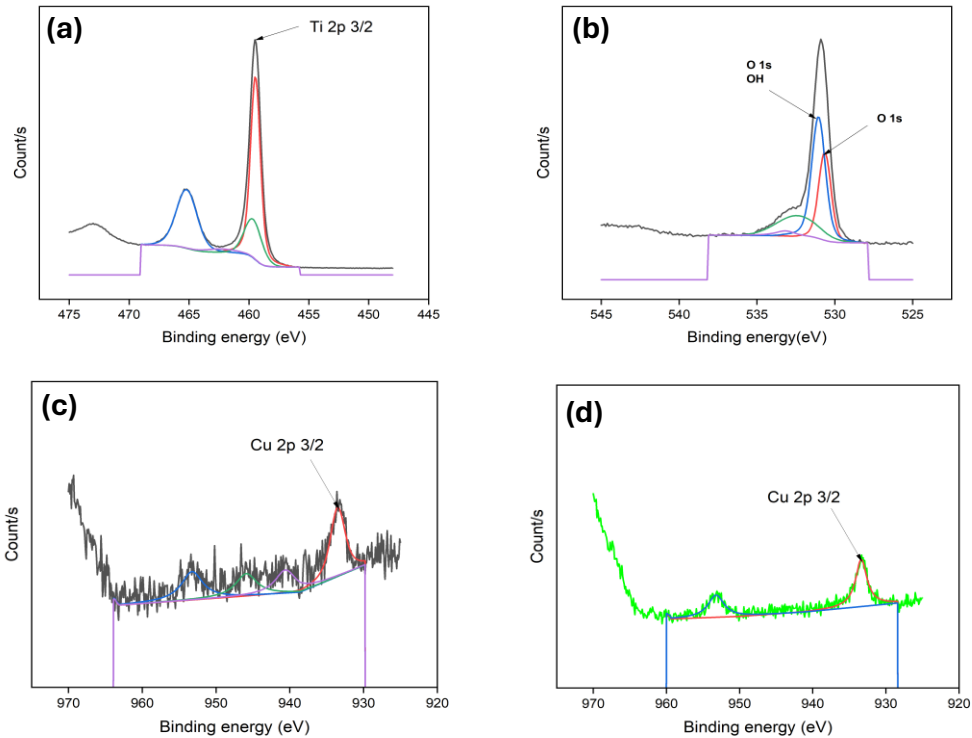 (a)
Ti 2p 3/2
Count/s
475 470 465 460 455 450 445
Binding energy (eV)
(b)
O 1s
OH
O 1s
Count/s
545 540 535 530 525
Binding energy(eV)
(c)
Cu 2p 3/2
Count/s
970 960 950 940 930 920
Binding energy (eV)
(d)
Cu 2p 3/2
Count/s
970 960 950 940 930 920
Binding energy (eV)